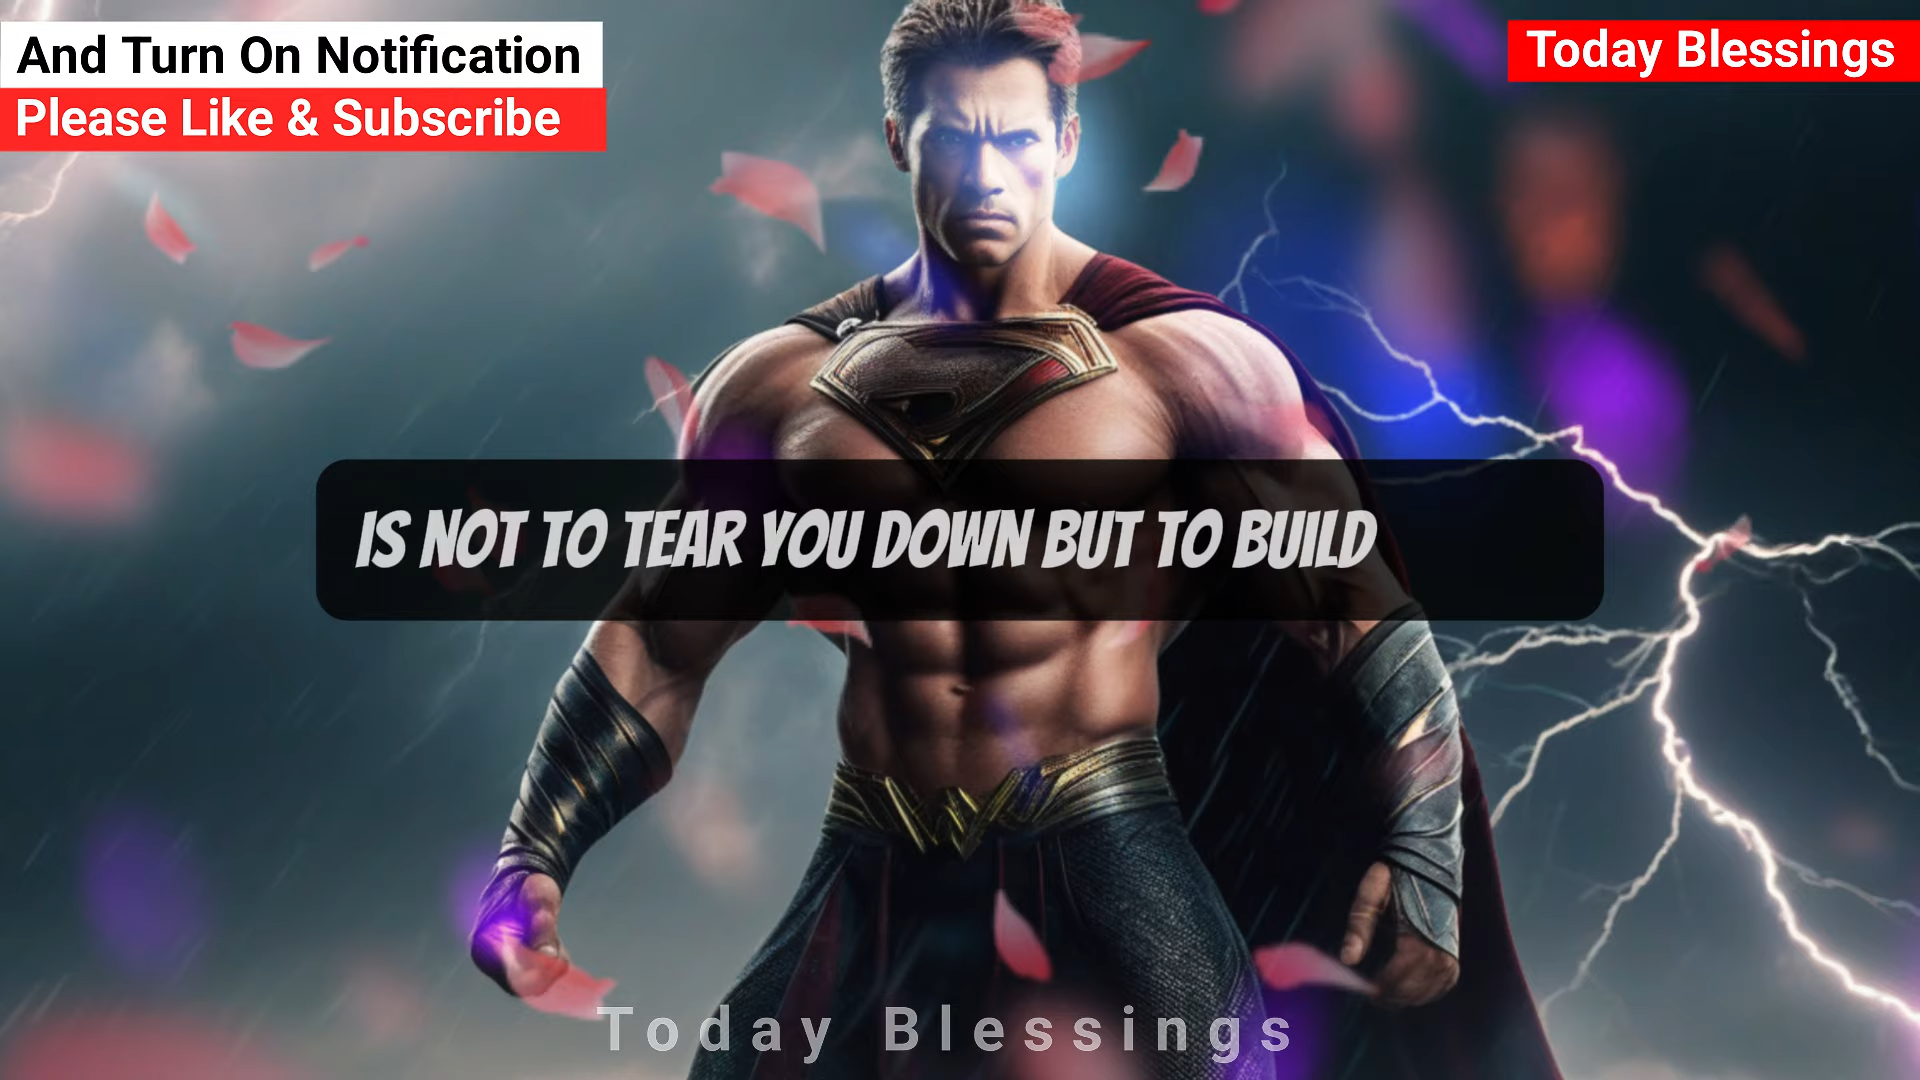 And Turn On Notification
Please Like & Subscribe
Today Blessings
IS NOT TO TEAR YOU DOWN BUT TO BUILD
Today Blessings